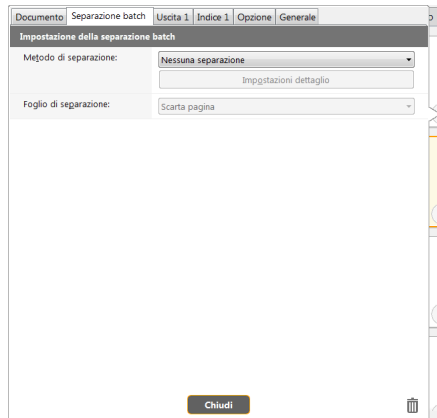 Documento Separazione batch Uscita 1 Indice 1 Opzione Generale
Impostazione della separazione batch
Metodo di separazione: Nessuna separazione
Impostazioni dettaglio
Foglio di separazione: Scarta pagina
Chiudi